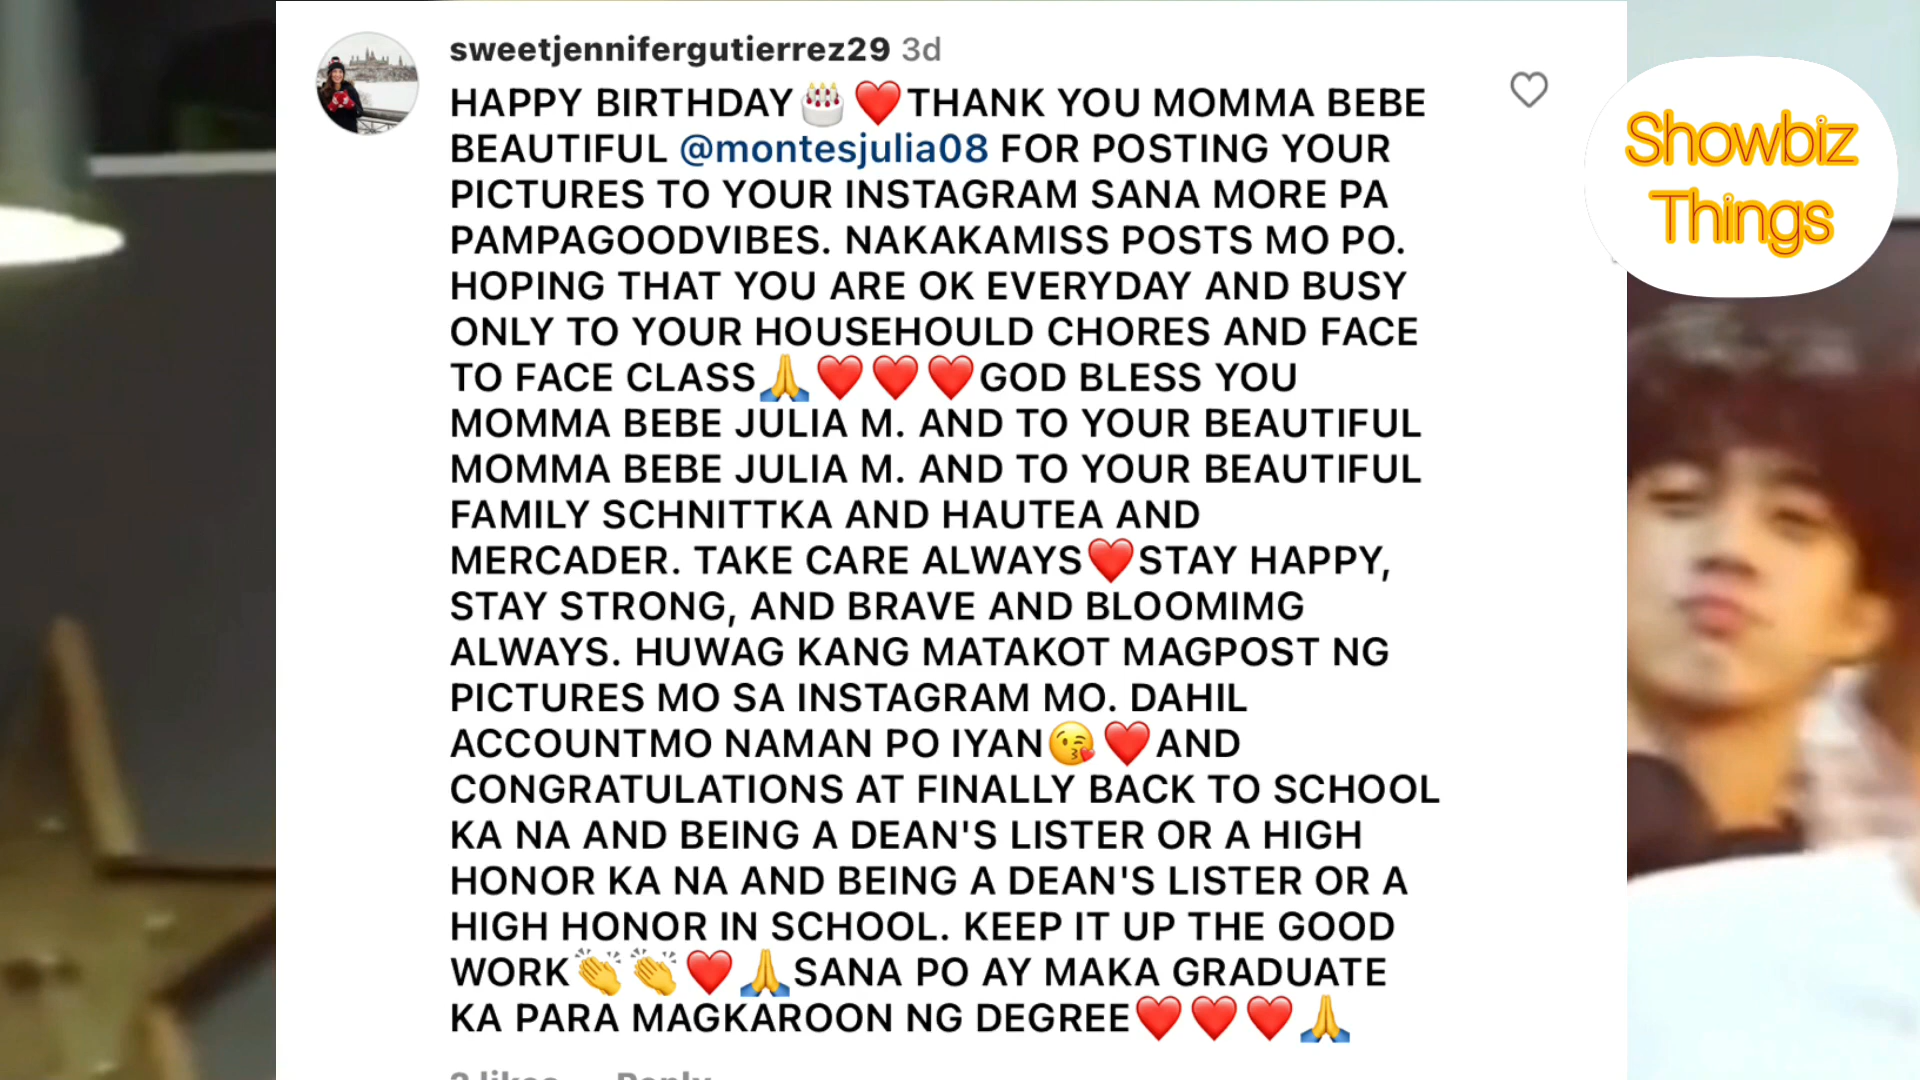 sweetjennifergutierrez29 3d
HAPPY BIRTHDAY🎂❤️THANK YOU MOMMA BEBE
BEAUTIFUL @montesjulia08 FOR POSTING YOUR
PICTURES TO YOUR INSTAGRAM SANA MORE PA
PAMPAGOODVIBES. NAKAKAMISS POSTS MO PO.
HOPING THAT YOU ARE OK EVERYDAY AND BUSY
ONLY TO YOUR HOUSEHOULD CHORES AND FACE
TO FACE CLASS🙏❤️❤️❤️GOD BLESS YOU
MOMMA BEBE JULIA M. AND TO YOUR BEAUTIFUL
MOMMA BEBE JULIA M. AND TO YOUR BEAUTIFUL
FAMILY SCHNITTKA AND HAUTEA AND
MERCADER. TAKE CARE ALWAYS❤️STAY HAPPY,
STAY STRONG, AND BRAVE AND BLOOMIMG
ALWAYS. HUWAG KANG MATAKOT MAGPOST NG
PICTURES MO SA INSTAGRAM MO. DAHIL
ACCOUNTMO NAMAN PO IYAN😘❤️AND
CONGRATULATIONS AT FINALLY BACK TO SCHOOL
KA NA AND BEING A DEAN'S LISTER OR A HIGH
HONOR KA NA AND BEING A DEAN'S LISTER OR A
HIGH HONOR IN SCHOOL. KEEP IT UP THE GOOD
WORK👏👏❤️🙏SANA PO AY MAKA GRADUATE
KA PARA MAGKAROON NG DEGREE❤️❤️❤️🙏
likes Reply
Showbiz
Things